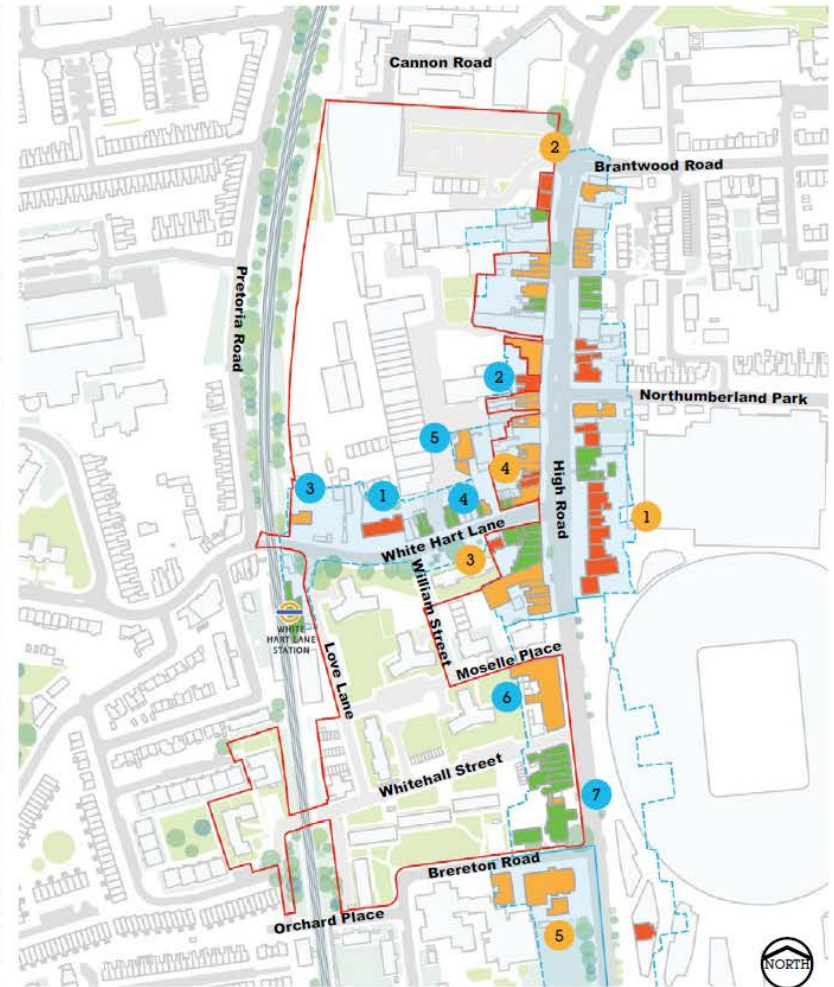 Cannon Road
2
Brantwood Road
Pretoria Road
2
Northumberland Park
5
4
High Road
3
1
4
1
White Hart Lane
3
William Street
WHITE
HART LANE
STATION
Love Lane
Moselle Place
6
Whitehall Street
7
Brereton Road
Orchard Place
5
NORTH